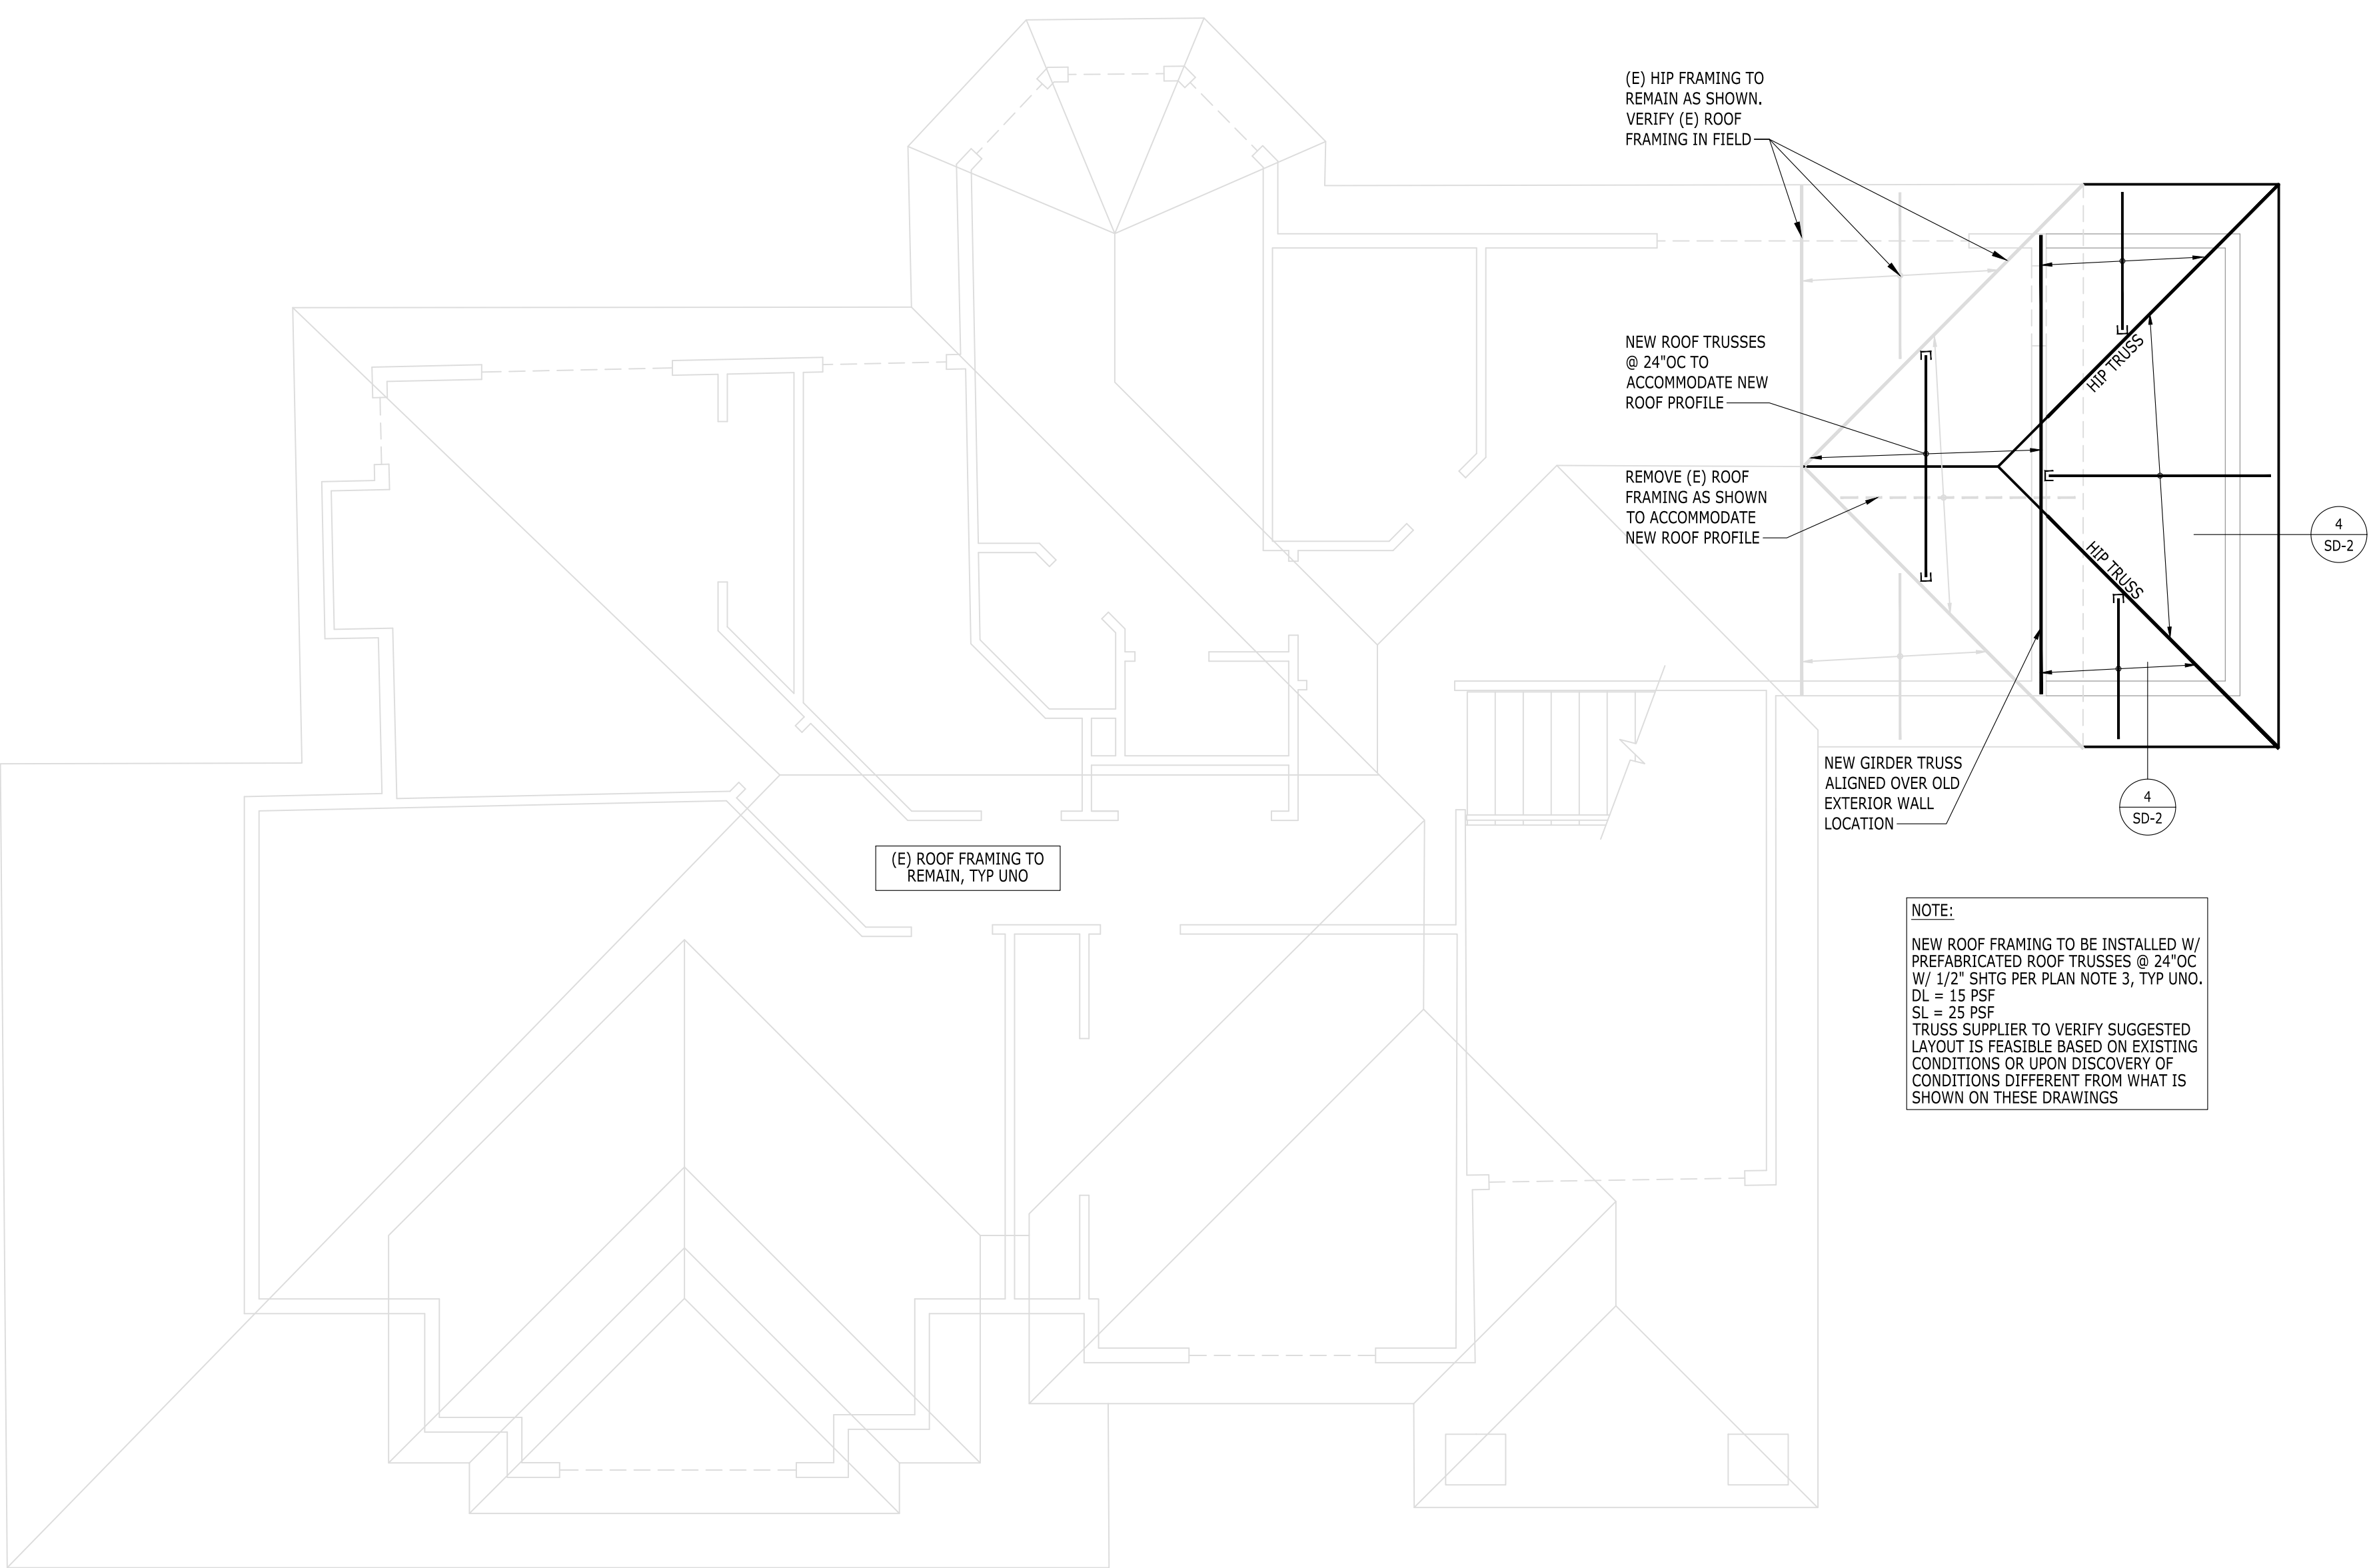 (E) HIP FRAMING TO
REMAIN AS SHOWN.
VERIFY (E) ROOF
FRAMING IN FIELD
NEW ROOF TRUSSES
@ 24"OC TO
ACCOMMODATE NEW
ROOF PROFILE
REMOVE (E) ROOF
FRAMING AS SHOWN
TO ACCOMMODATE
NEW ROOF PROFILE
HIP TRUSS
HIP TRUSS
4
SD-2
NEW GIRDER TRUSS
ALIGNED OVER OLD
EXTERIOR WALL
LOCATION
4
SD-2
(E) ROOF FRAMING TO
REMAIN, TYP UNO
NOTE:
NEW ROOF FRAMING TO BE INSTALLED W/
PREFABRICATED ROOF TRUSSES @ 24"OC
W/ 1/2" SHTG PER PLAN NOTE 3, TYP UNO.
DL = 15 PSF
SL = 25 PSF
TRUSS SUPPLIER TO VERIFY SUGGESTED
LAYOUT IS FEASIBLE BASED ON EXISTING
CONDITIONS OR UPON DISCOVERY OF
CONDITIONS DIFFERENT FROM WHAT IS
SHOWN ON THESE DRAWINGS